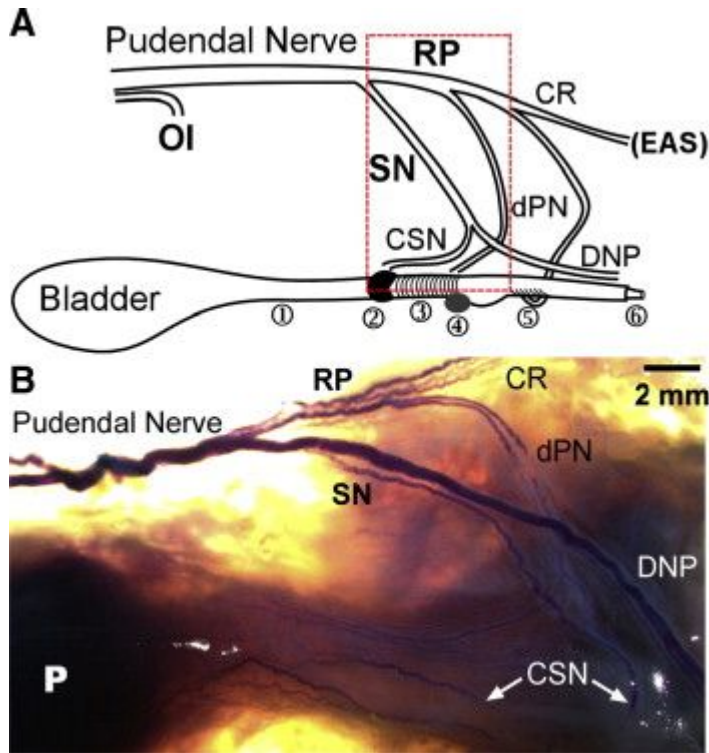 A
Pudendal Nerve
RP
CR
OI
(EAS)
SN
dPN
CSN
DNP
Bladder
① ② ③ ④ ⑤ ⑥
B
RP
CR
2 mm
Pudendal Nerve
dPN
SN
DNP
P
CSN